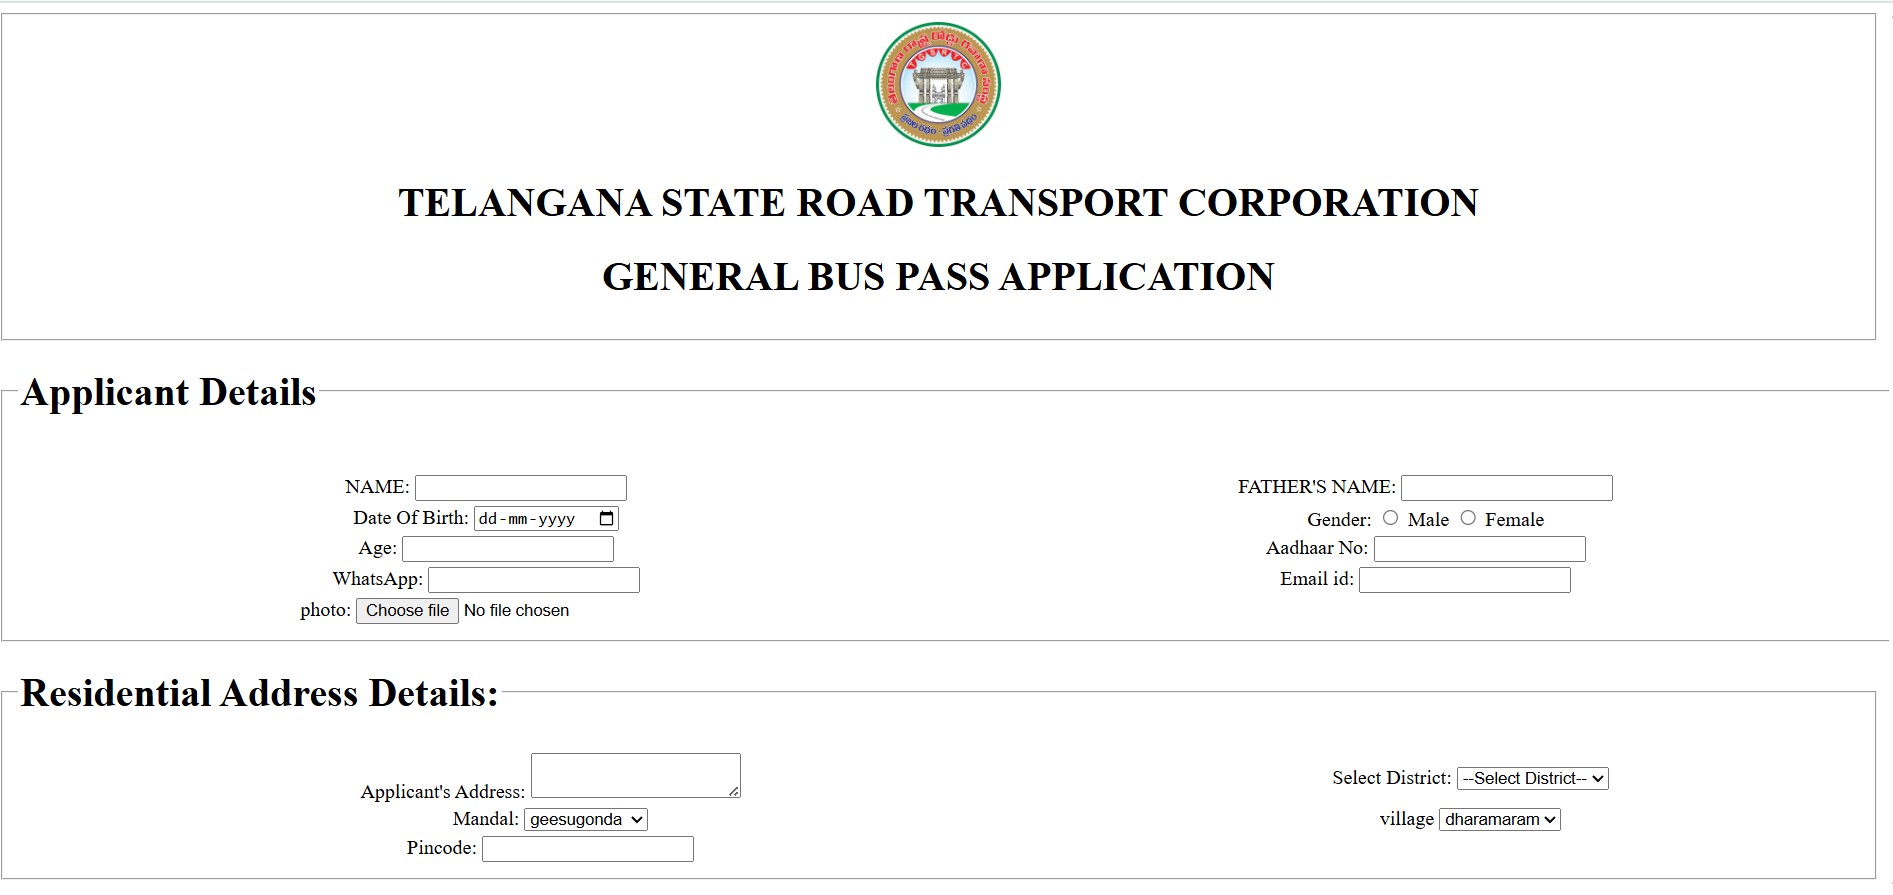 తెలంగాణ రాష్ట్ర రోడ్డు రవాణా సంస్థ
TGSRTC
TELANGANA STATE ROAD TRANSPORT CORPORATION
GENERAL BUS PASS APPLICATION
Applicant Details
NAME: FATHER'S NAME:
Date Of Birth: dd-mm-yyyy Gender: Male Female
Age: Aadhaar No:
WhatsApp: Email id:
photo: Choose file No file chosen
Residential Address Details:
Applicant's Address: Select District: --Select District--
Mandal: geesugonda village dharamaram
Pincode: